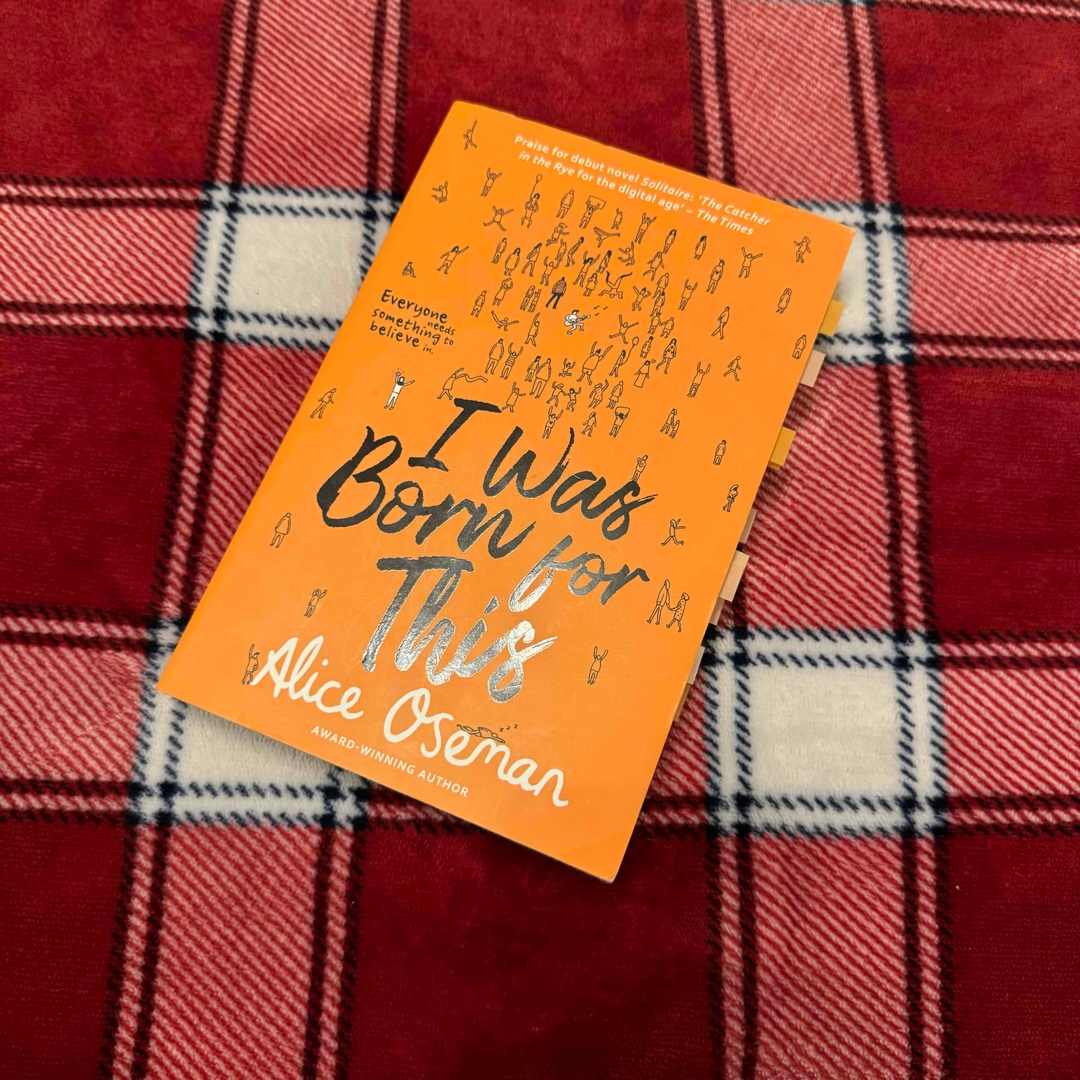 Praise for debut novel Solitaire: 'The Catcher
in the Rye for the digital age' – The Times
Everyone
needs
something to
believe in.
I Was
Born for
This
Alice Oseman
z z z
AWARD-WINNING AUTHOR